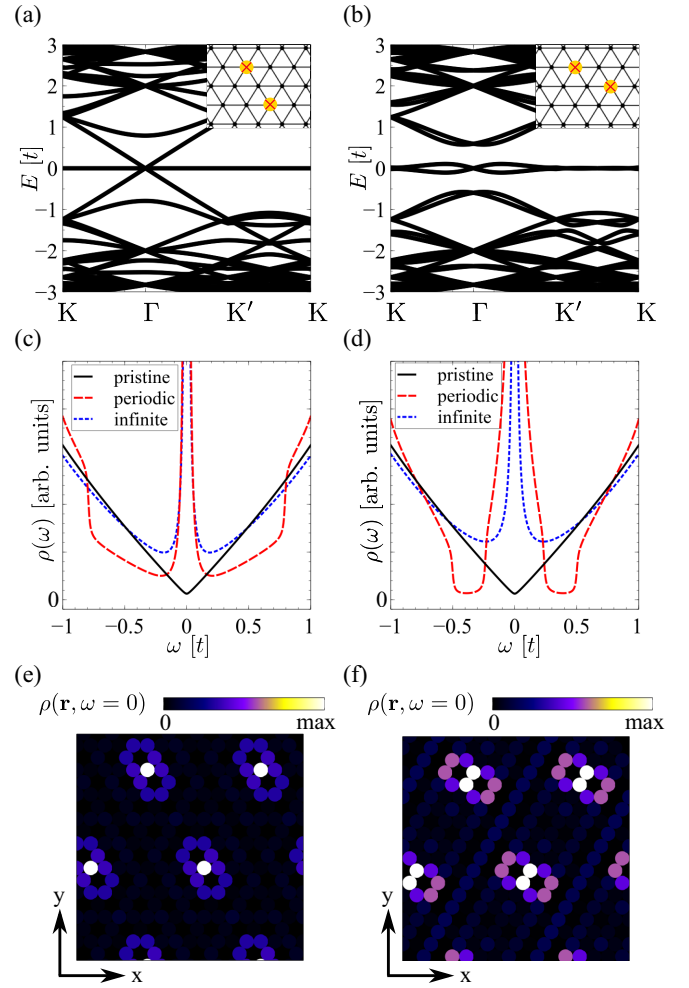 (a)
(b)
3
2
1
0
−1
−2
−3
E [t]
K Γ K′ K
3
2
1
0
−1
−2
−3
E [t]
K Γ K′ K
(c)
(d)
pristine
periodic
infinite
ρ(ω) [arb. units]
0
−1 −0.5 0 0.5 1
ω [t]
pristine
periodic
infinite
ρ(ω) [arb. units]
0
−1 −0.5 0 0.5 1
ω [t]
(e)
(f)
ρ(r, ω = 0)
0 max
y
x
ρ(r, ω = 0)
0 max
y
x